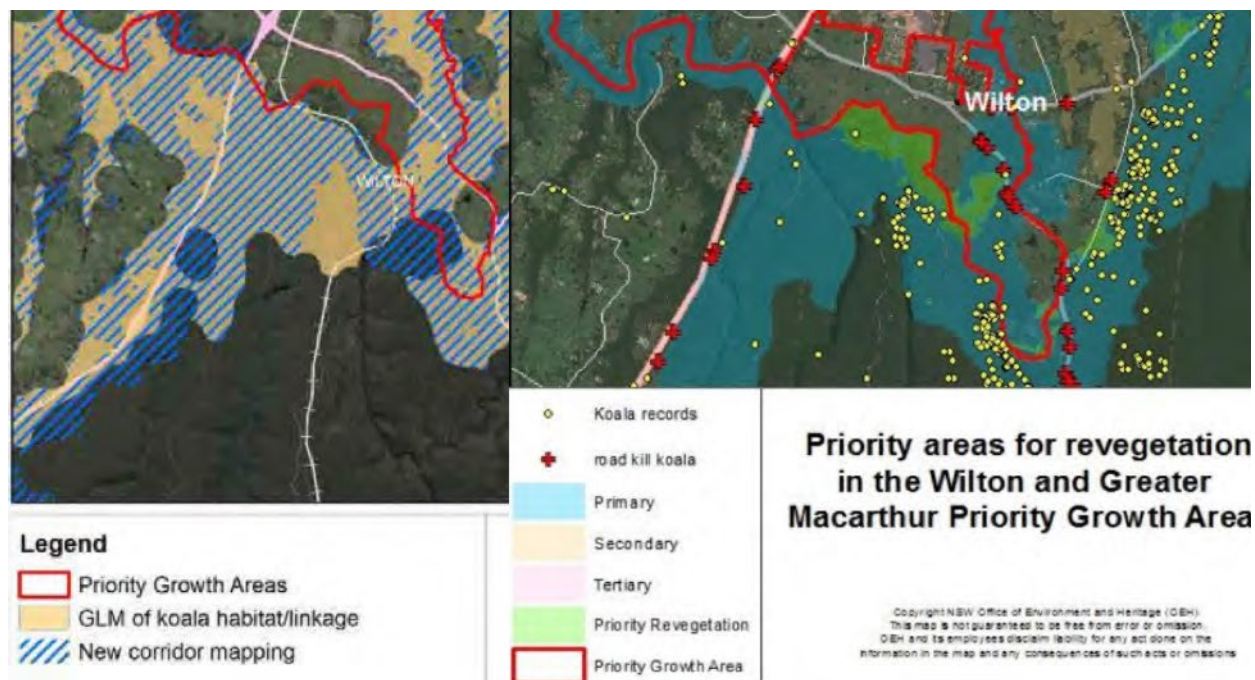 WILTON
Legend
Priority Growth Areas
GLM of koala habitat/linkage
New corridor mapping
Wilton
Koala records
road kill koala
Primary
Secondary
Tertiary
Priority Revegetation
Priority Growth Area
Priority areas for revegetation
in the Wilton and Greater
Macarthur Priority Growth Area
Copyright NSW Office of Environment and Heritage (OEH)
This map is not guaranteed to be free from error or omission.
OEH and its employees disclaim liability for any act done on the
information in the map and any consequences of such acts or omissions